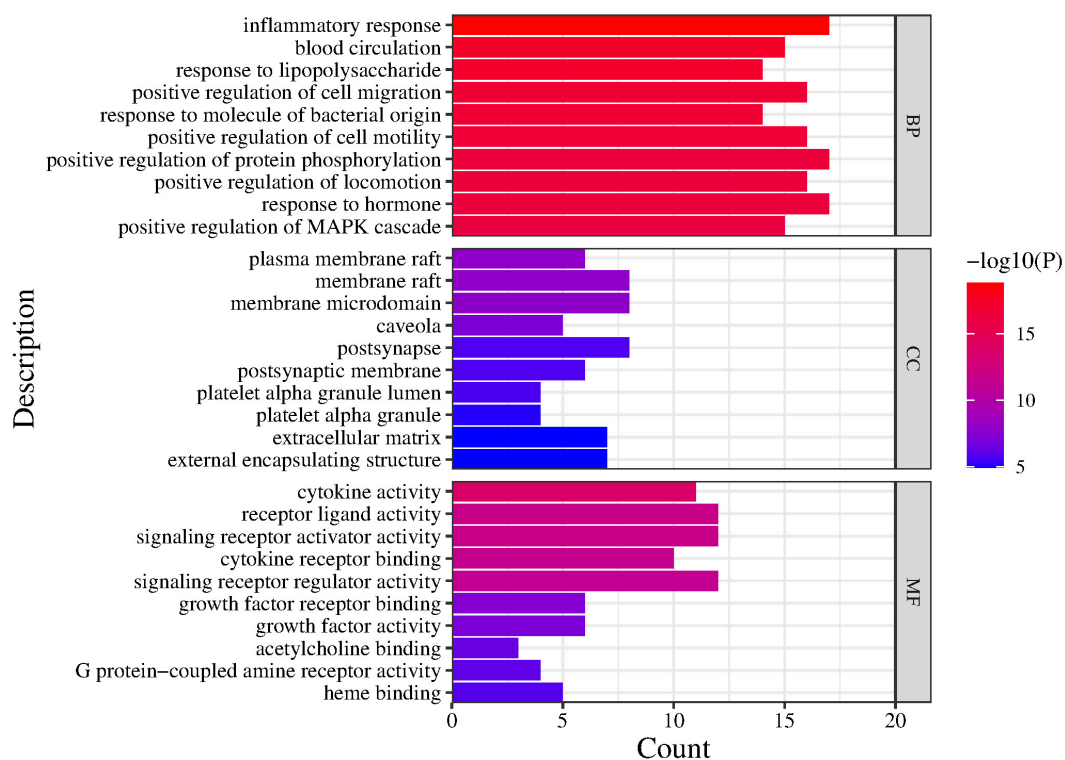 inflammatory response
blood circulation
response to lipopolysaccharide
positive regulation of cell migration
response to molecule of bacterial origin
positive regulation of cell motility
positive regulation of protein phosphorylation
positive regulation of locomotion
response to hormone
positive regulation of MAPK cascade
BP
plasma membrane raft
membrane raft
membrane microdomain
caveola
postsynapse
postsynaptic membrane
platelet alpha granule lumen
platelet alpha granule
extracellular matrix
external encapsulating structure
CC
cytokine activity
receptor ligand activity
signaling receptor activator activity
cytokine receptor binding
signaling receptor regulator activity
growth factor receptor binding
growth factor activity
acetylcholine binding
G protein−coupled amine receptor activity
heme binding
MF
0 5 10 15 20
Count
Description
−log10(P)
15
10
5